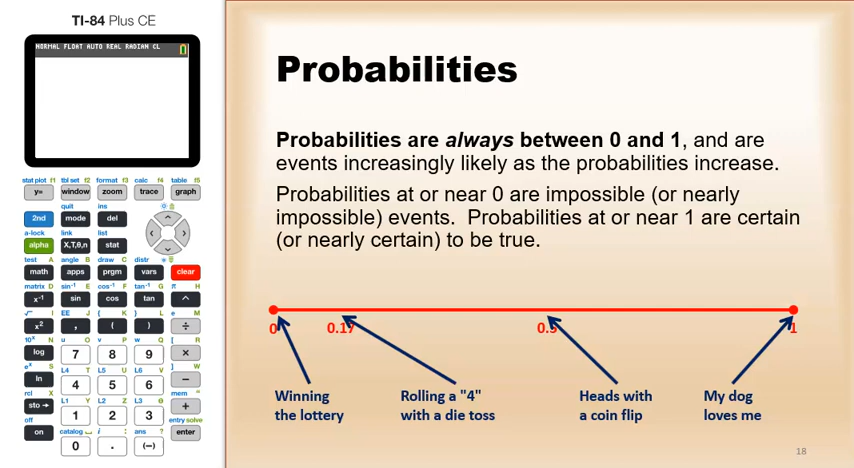 TI-84 Plus CE
NORMAL FLOAT AUTO REAL RADIAN CL
stat plot f1 tbl set f2 format f3 calc f4 table f5
y= window zoom trace graph
quit ins
2nd mode del
a-lock link list
alpha X,T,θ,n stat
test A angle B draw C distr
math apps prgm vars clear
matrix D sin⁻¹ E cos⁻¹ F tan⁻¹ G π H
x⁻¹ sin cos tan ^
√ I EE J { K } L e M
x² , ( ) ÷
10ˣ N u O v P w Q [ R
log 7 8 9 ×
eˣ S L4 T L5 U L6 V ] W
ln 4 5 6 −
rcl X L1 Y L2 Z L3 θ mem "
sto→ 1 2 3 +
off catalog i : ans ? entry solve
on 0 . (−) enter
Probabilities
Probabilities are always between 0 and 1, and are
events increasingly likely as the probabilities increase.
Probabilities at or near 0 are impossible (or nearly
impossible) events. Probabilities at or near 1 are certain
(or nearly certain) to be true.
0 0.17 0.5 1
Winning
the lottery
Rolling a "4"
with a die toss
Heads with
a coin flip
My dog
loves me
18